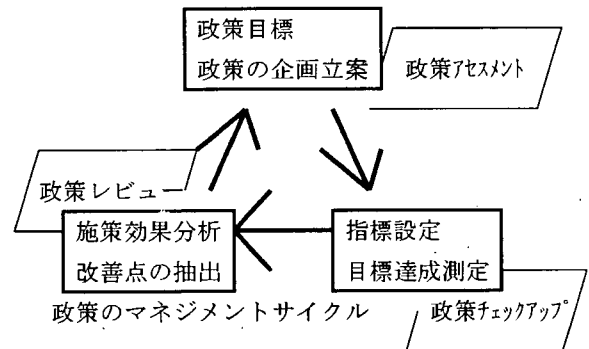 政策目標
政策の企画立案
政策ｱｾｽﾒﾝﾄ
政策レビュー
施策効果分析
改善点の抽出
指標設定
目標達成測定
政策のマネジメントサイクル
政策ﾁｪｯｸｱｯﾌﾟ